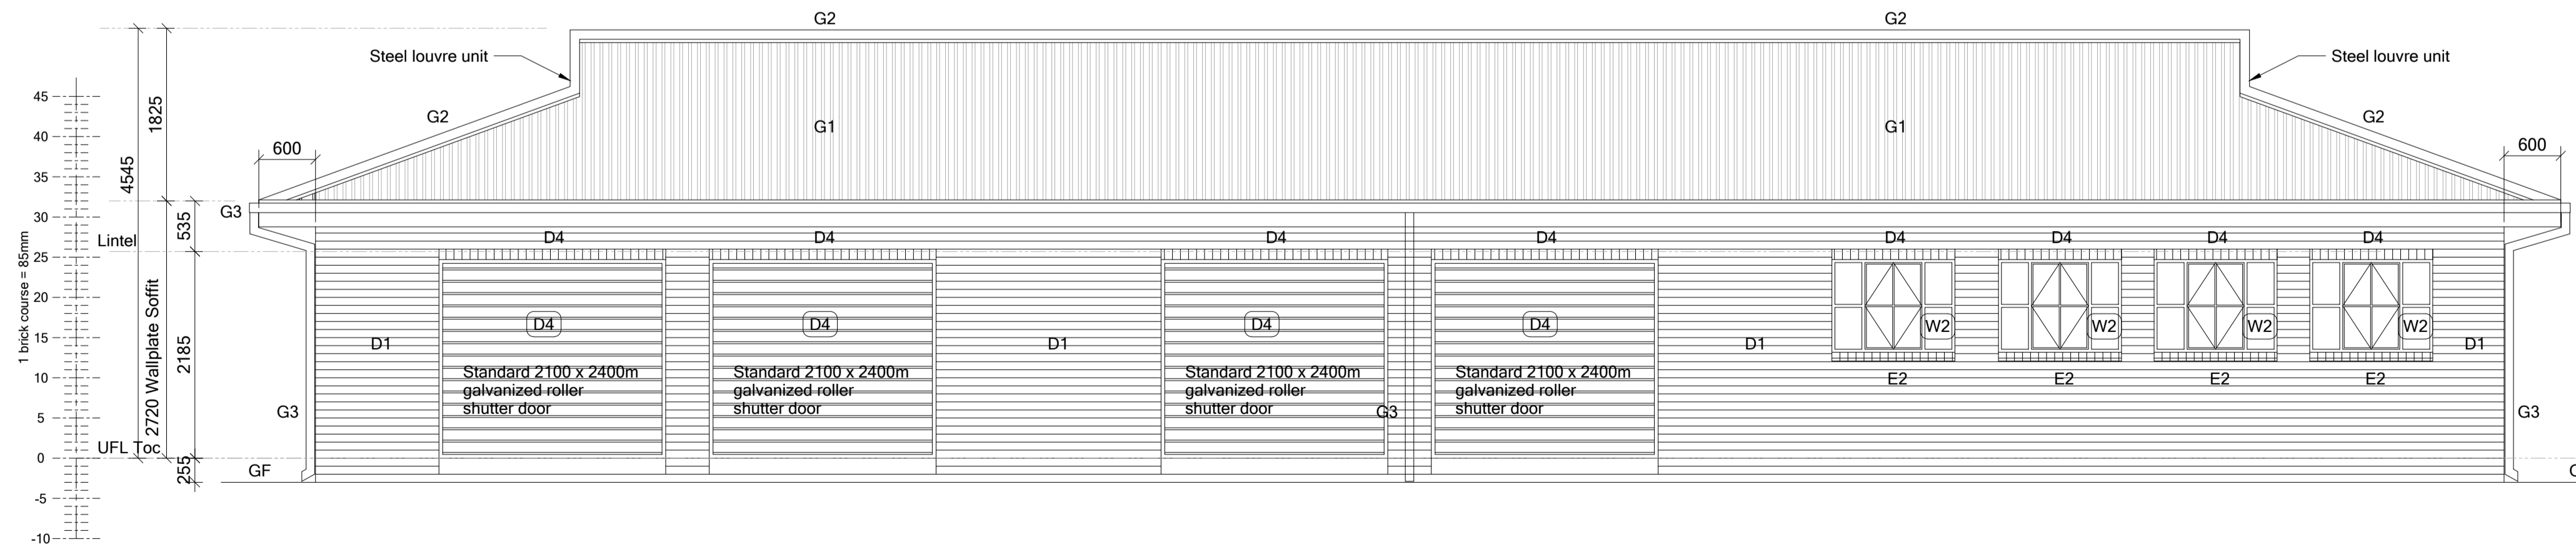 G2
G2
Steel louvre unit
Steel louvre unit
G2
G2
G1
G1
600
600
1825
4545
535
2720 Wallplate Soffit
2185
255
1 brick course = 85mm
45
40
35
30
25
20
15
10
5
0
-5
-10
G3
Lintel
D4
D4
D4
D4
D4
D4
D4
D4
D4
D4
D4
D4
W2
W2
W2
W2
D1
D1
D1
D1
Standard 2100 x 2400m
galvanized roller
shutter door
Standard 2100 x 2400m
galvanized roller
shutter door
Standard 2100 x 2400m
galvanized roller
shutter door
Standard 2100 x 2400m
galvanized roller
shutter door
E2
E2
E2
E2
G3
G3
G3
UFL Toc
GF